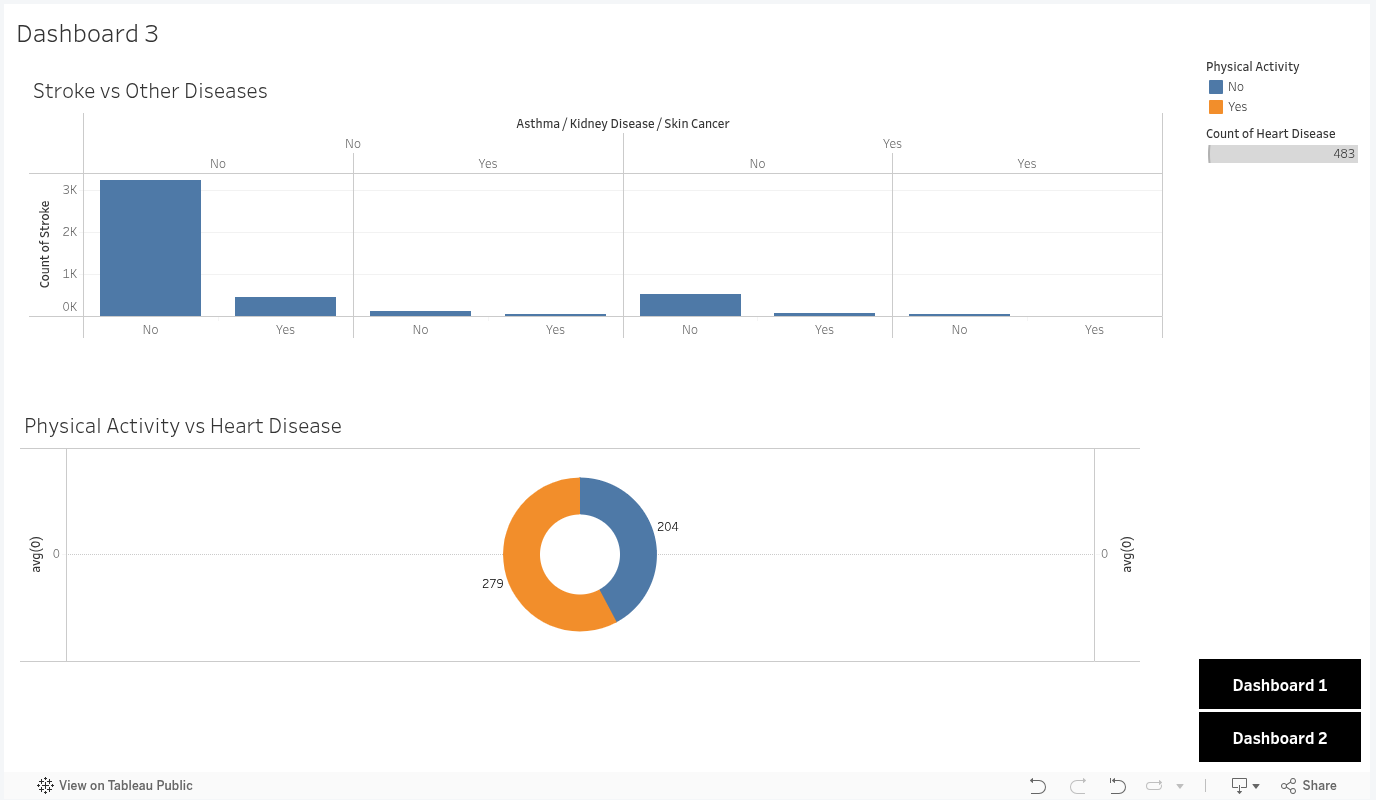 Dashboard 3
Stroke vs Other Diseases
Asthma / Kidney Disease / Skin Cancer
No Yes
No Yes No Yes
Count of Stroke
3K
2K
1K
0K
No Yes No Yes No Yes No Yes
Physical Activity
No
Yes
Count of Heart Disease
483
Physical Activity vs Heart Disease
avg(0)
0
204
279
0
avg(0)
Dashboard 1
Dashboard 2
View on Tableau Public
Share